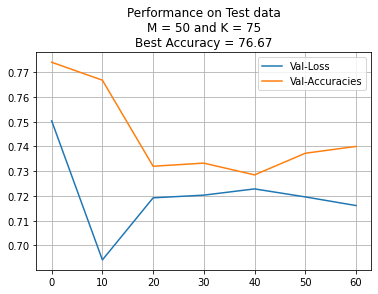 Performance on Test data
M = 50 and K = 75
Best Accuracy = 76.67
Val-Loss
Val-Accuracies
0.77
0.76
0.75
0.74
0.73
0.72
0.71
0.70
0 10 20 30 40 50 60